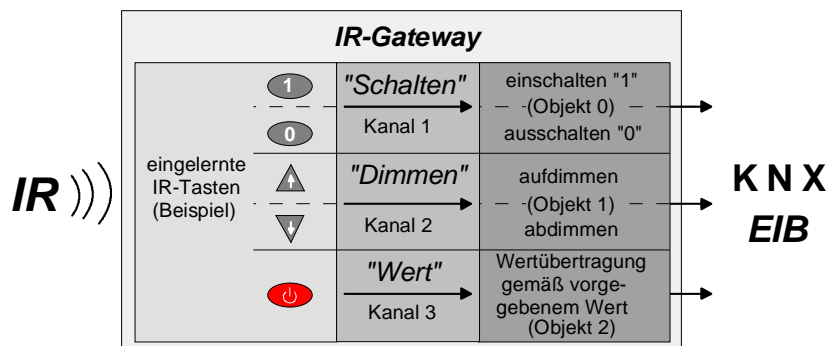 IR-Gateway
IR
eingelernte
IR-Tasten
(Beispiel)
1
0
"Schalten"
Kanal 1
einschalten "1"
(Objekt 0)
ausschalten "0"
"Dimmen"
Kanal 2
aufdimmen
(Objekt 1)
abdimmen
"Wert"
Kanal 3
Wertübertragung
gemäß vorge-
gebenem Wert
(Objekt 2)
KNX
EIB